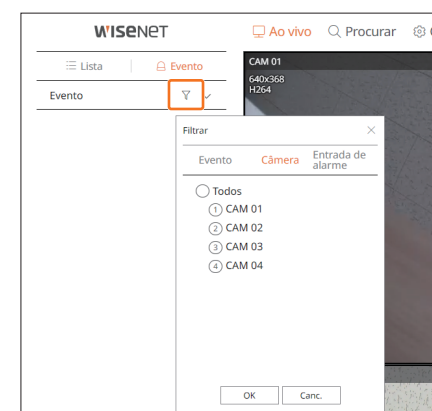 WISENET
Ao vivo
Procurar
Lista
Evento
CAM 01
640x368
H264
Evento
Filtrar
Evento
Câmera
Entrada de
alarme
Todos
1 CAM 01
2 CAM 02
3 CAM 03
4 CAM 04
OK
Canc.